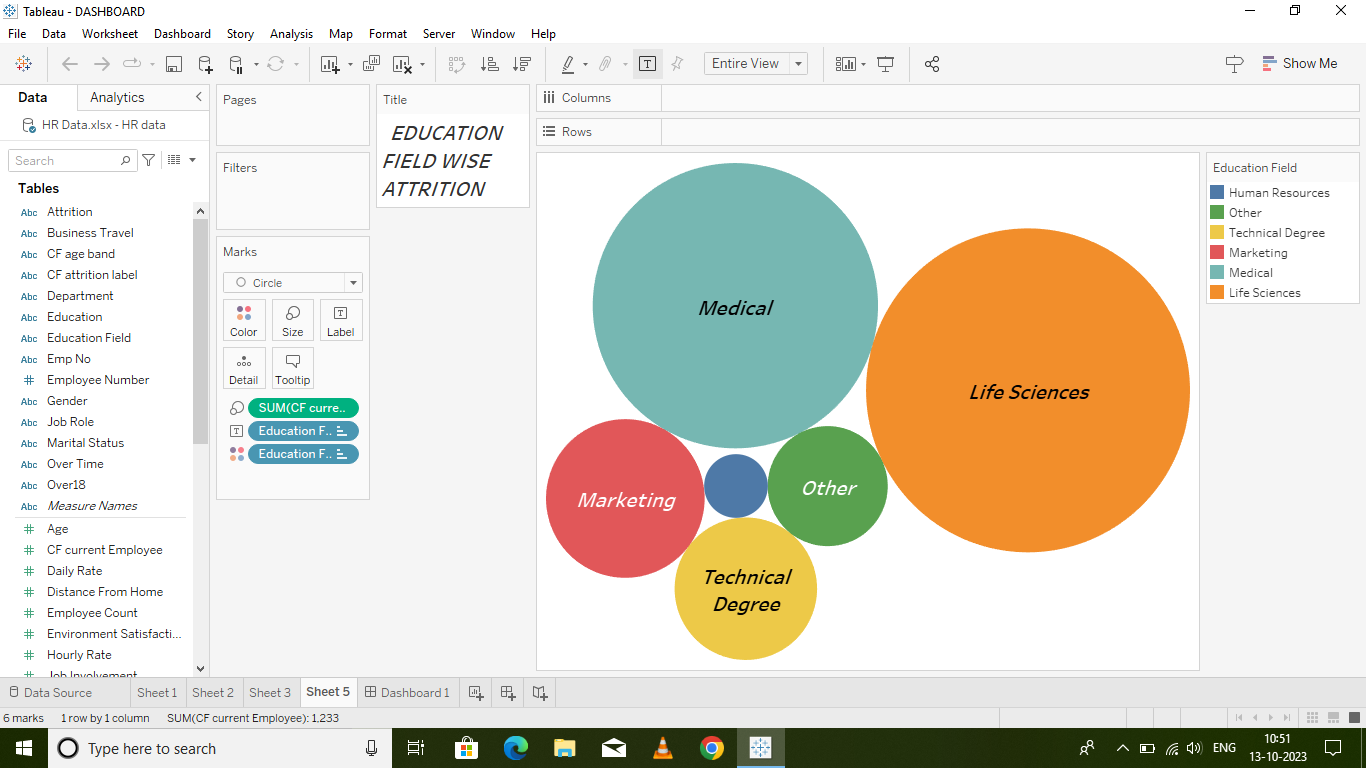 Tableau - DASHBOARD
File Data Worksheet Dashboard Story Analysis Map Format Server Window Help
Entire View
Show Me
Data Analytics
HR Data.xlsx - HR data
Search
Tables
Abc Attrition
Abc Business Travel
Abc CF age band
Abc CF attrition label
Abc Department
Abc Education
Abc Education Field
Abc Emp No
# Employee Number
Abc Gender
Abc Job Role
Abc Marital Status
Abc Over Time
Abc Over18
Abc Measure Names
# Age
# CF current Employee
# Daily Rate
# Distance From Home
# Employee Count
# Environment Satisfacti...
# Hourly Rate
# Job Involvement
Pages
Filters
Marks
Circle
Color Size Label
Detail Tooltip
SUM(CF curre..
Education F..
Education F..
Title
EDUCATION
FIELD WISE
ATTRITION
Columns
Rows
Medical
Life Sciences
Marketing
Other
Technical
Degree
Education Field
Human Resources
Other
Technical Degree
Marketing
Medical
Life Sciences
Data Source Sheet 1 Sheet 2 Sheet 3 Sheet 5 Dashboard 1
6 marks 1 row by 1 column SUM(CF current Employee): 1,233
Type here to search
ENG
10:51
13-10-2023